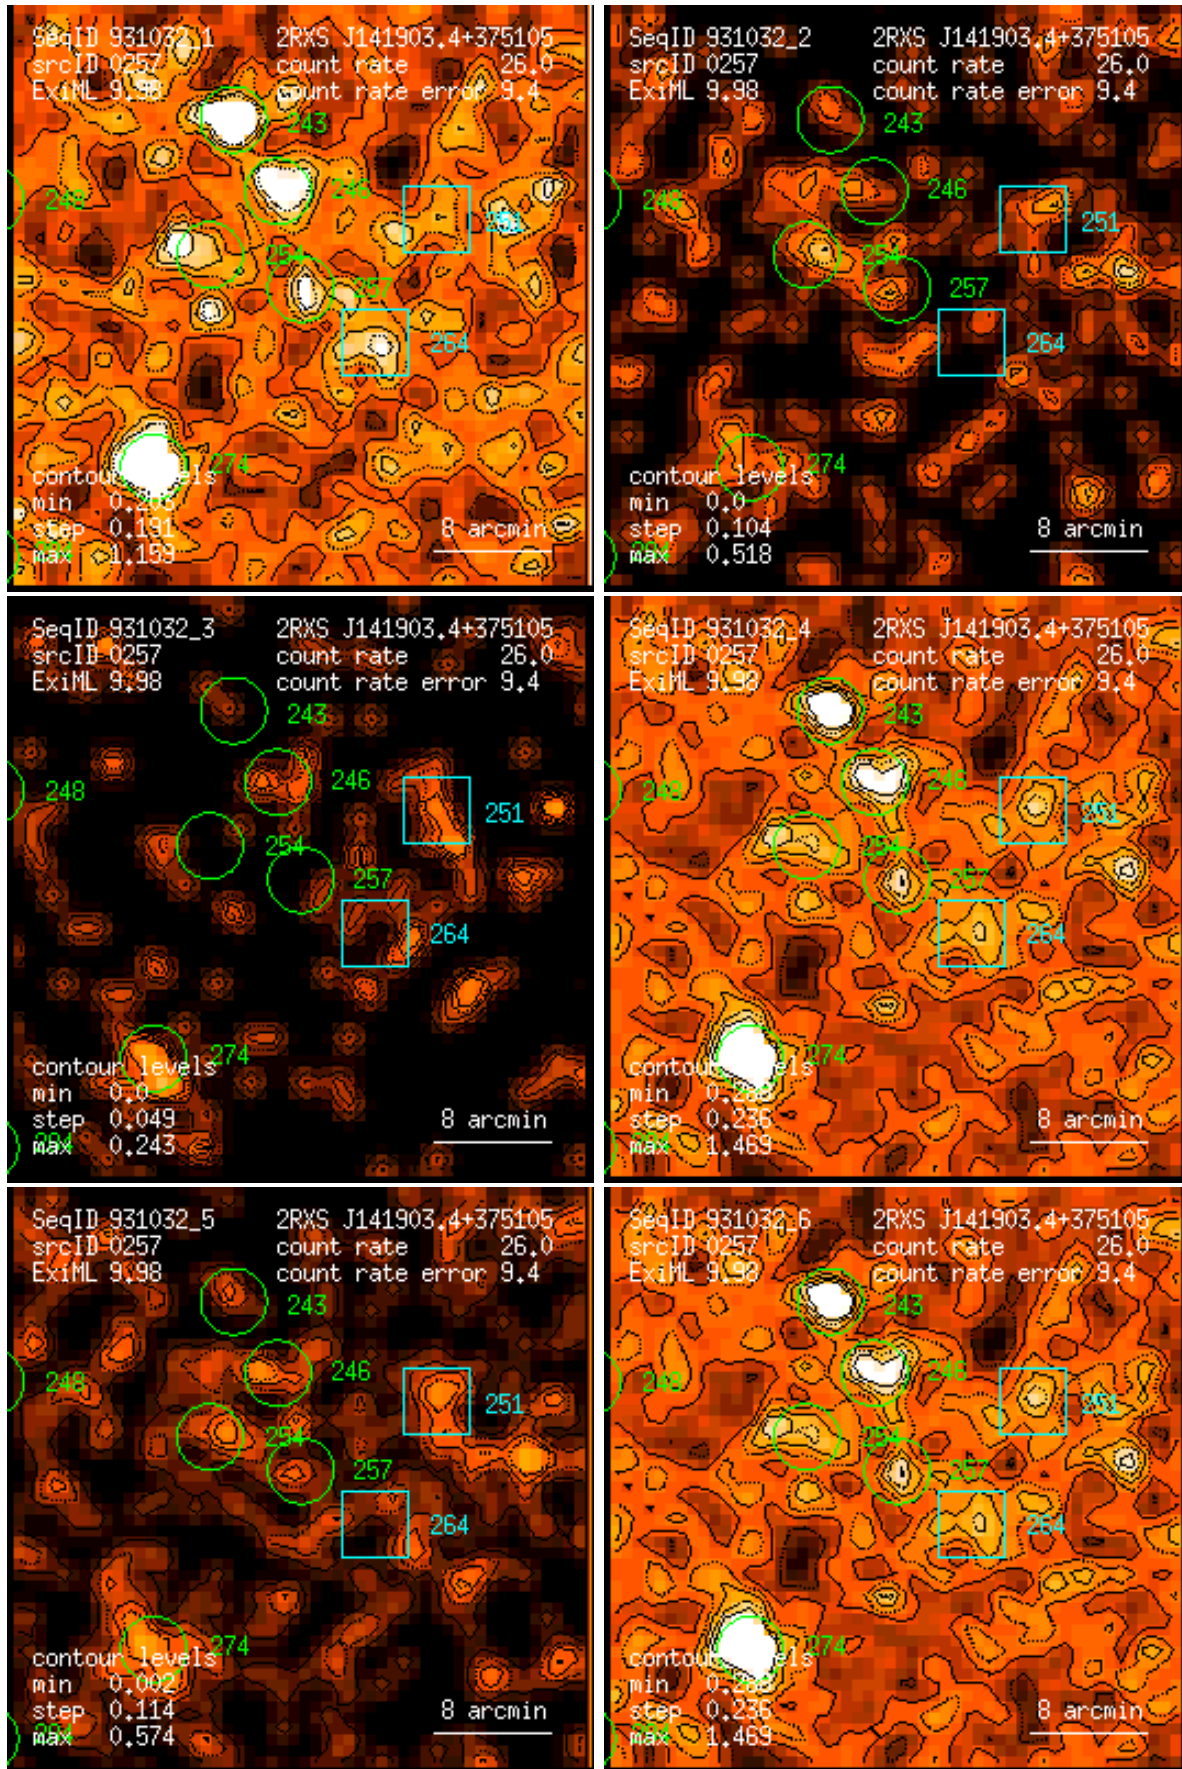 SeqID 931032_1 2RXS J141903.4+375105
srcID 0257 count rate 26.0
ExiML 9.98 count rate error 9.4
243
248 246
251
254
257
264
274
contour levels
min 0.205
step 0.191
max 1.159
8 arcmin
SeqID 931032_2 2RXS J141903.4+375105
srcID 0257 count rate 26.0
ExiML 9.98 count rate error 9.4
243
248 246
251
254
257
264
274
contour levels
min 0.0
step 0.104
max 0.518
8 arcmin
SeqID 931032_3 2RXS J141903.4+375105
srcID 0257 count rate 26.0
ExiML 9.98 count rate error 9.4
243
248 246
251
254
257
264
274
contour levels
min 0.0
step 0.049
max 0.243
8 arcmin
SeqID 931032_4 2RXS J141903.4+375105
srcID 0257 count rate 26.0
ExiML 9.98 count rate error 9.4
243
248 246
251
254
257
264
274
contour levels
min 0.288
step 0.236
max 1.469
8 arcmin
SeqID 931032_5 2RXS J141903.4+375105
srcID 0257 count rate 26.0
ExiML 9.98 count rate error 9.4
243
248 246
251
254
257
264
274
contour levels
min 0.002
step 0.114
max 0.574
8 arcmin
SeqID 931032_6 2RXS J141903.4+375105
srcID 0257 count rate 26.0
ExiML 9.98 count rate error 9.4
243
248 246
251
254
257
264
274
contour levels
min 0.288
step 0.236
max 1.469
8 arcmin